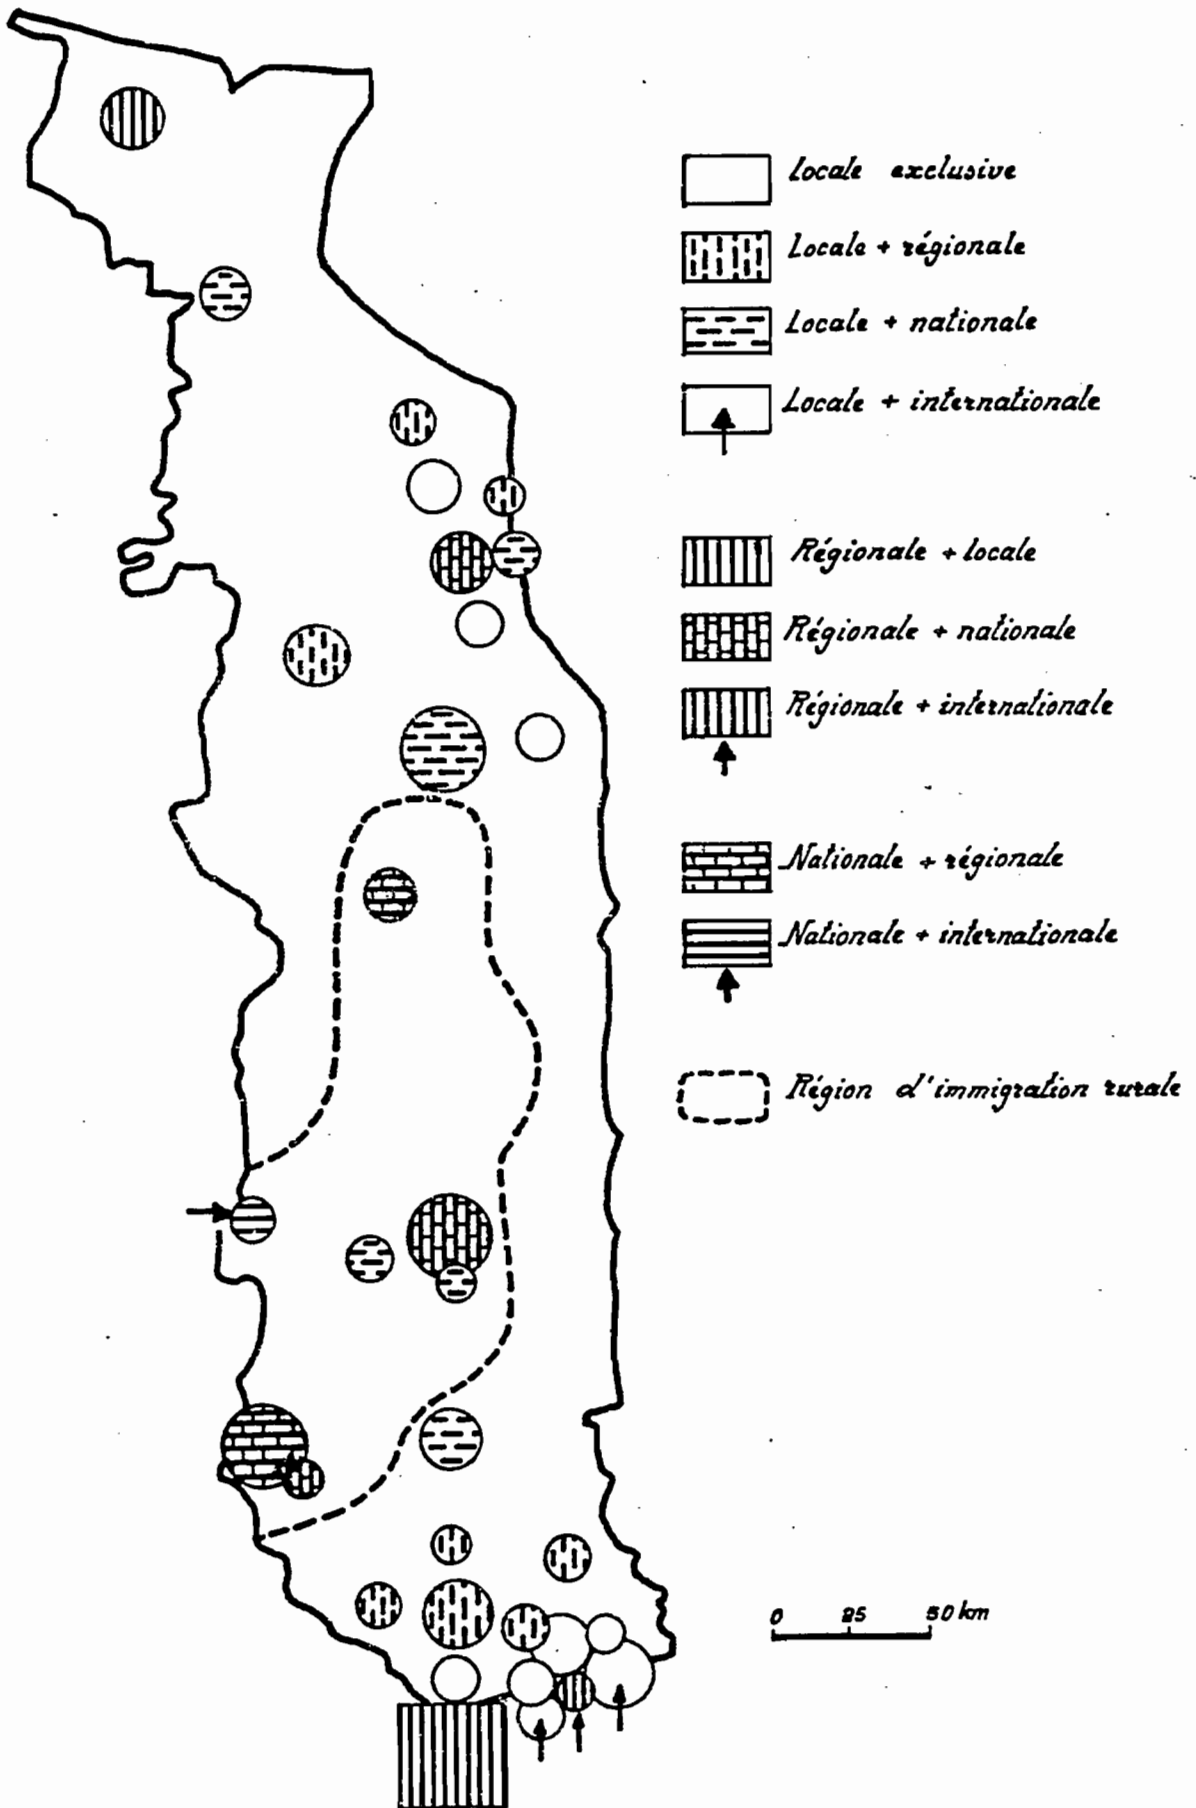 Locale exclusive
Locale + régionale
Locale + nationale
Locale + internationale
Régionale + locale
Régionale + nationale
Régionale + internationale
Nationale + régionale
Nationale + internationale
Région d'immigration rurale
0 25 50 km